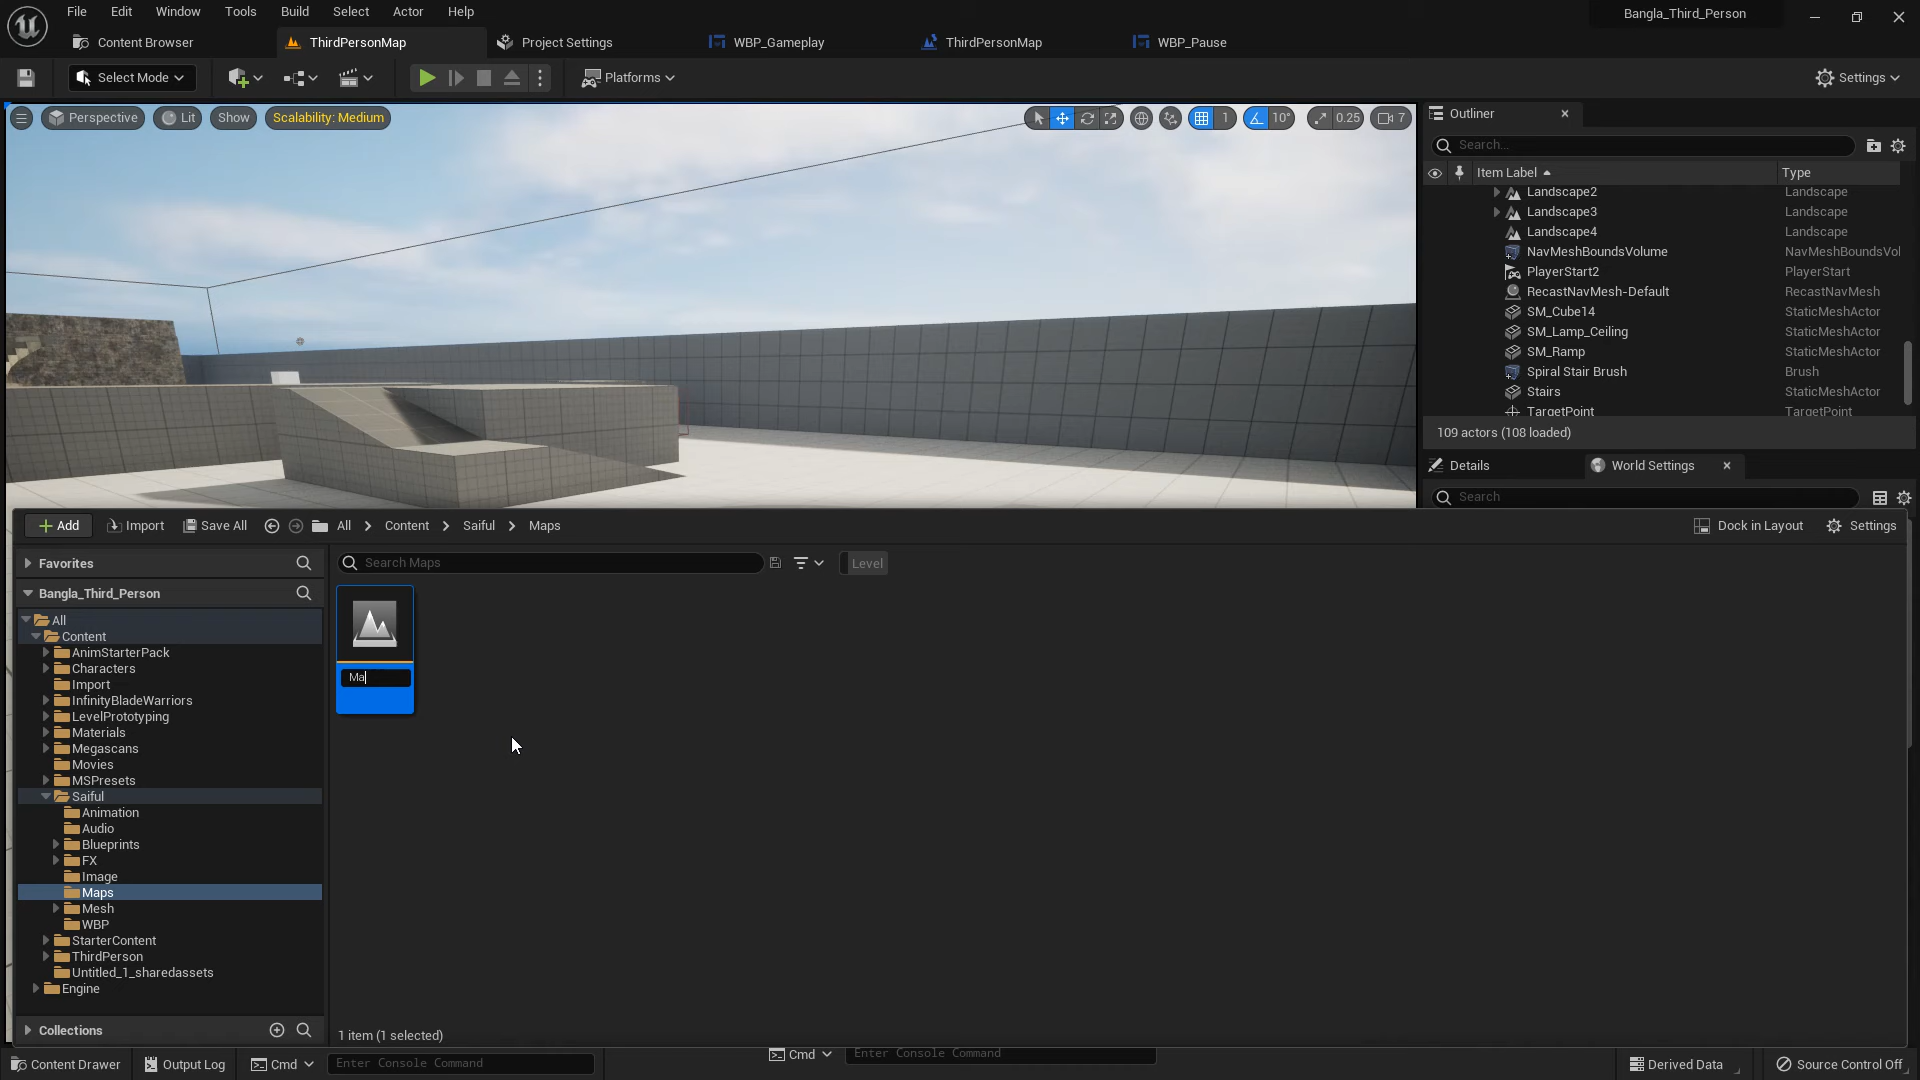 File Edit Window Tools Build Select Actor Help Bangla_Third_Person
Content Browser ThirdPersonMap Project Settings WBP_Gameplay ThirdPersonMap WBP_Pause
Select Mode Platforms Settings
Perspective Lit Show Scalability: Medium 1 10° 0.25 7
Outliner
Search...
Item Label Type
Landscape2 Landscape
Landscape3 Landscape
Landscape4 Landscape
NavMeshBoundsVolume NavMeshBoundsVol
PlayerStart2 PlayerStart
RecastNavMesh-Default RecastNavMesh
SM_Cube14 StaticMeshActor
SM_Lamp_Ceiling StaticMeshActor
SM_Ramp StaticMeshActor
Spiral Stair Brush Brush
Stairs StaticMeshActor
TargetPoint TargetPoint
109 actors (108 loaded)
Details World Settings
Search
Add Import Save All All Content Saiful Maps Dock in Layout Settings
Favorites
Search Maps Level
Bangla_Third_Person
All
Content
AnimStarterPack
Characters
Import
InfinityBladeWarriors
LevelPrototyping
Materials
Megascans
Movies
MSPresets
Saiful
Animation
Audio
Blueprints
FX
Image
Maps
Mesh
WBP
StarterContent
ThirdPerson
Untitled_1_sharedassets
Engine
Ma
Collections
1 item (1 selected)
Content Drawer Output Log Cmd Enter Console Command Cmd Enter Console Command Derived Data Source Control Off